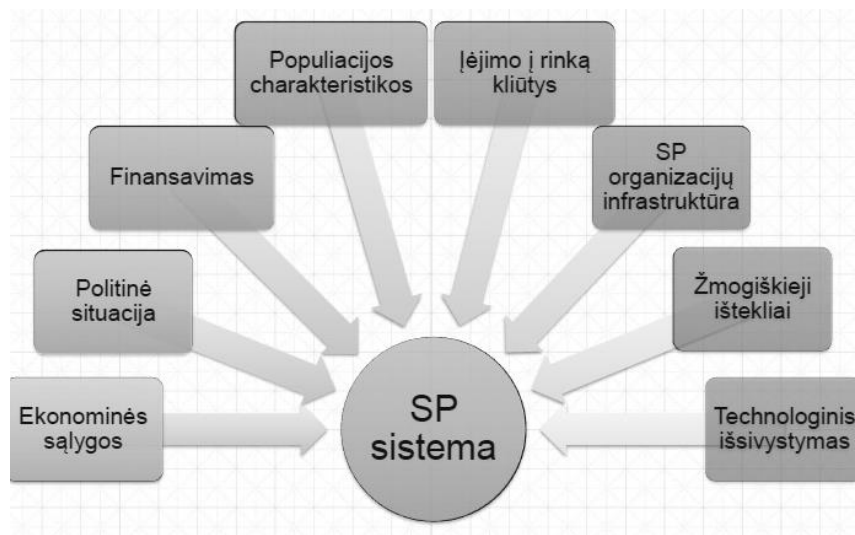 Populiacijos
charakteristikos
Įėjimo į rinką
kliūtys
Finansavimas
SP
organizacijų
infrastruktūra
Politinė
situacija
Žmogiškieji
ištekliai
Ekonominės
sąlygos
SP
sistema
Technologinis
išsivystymas